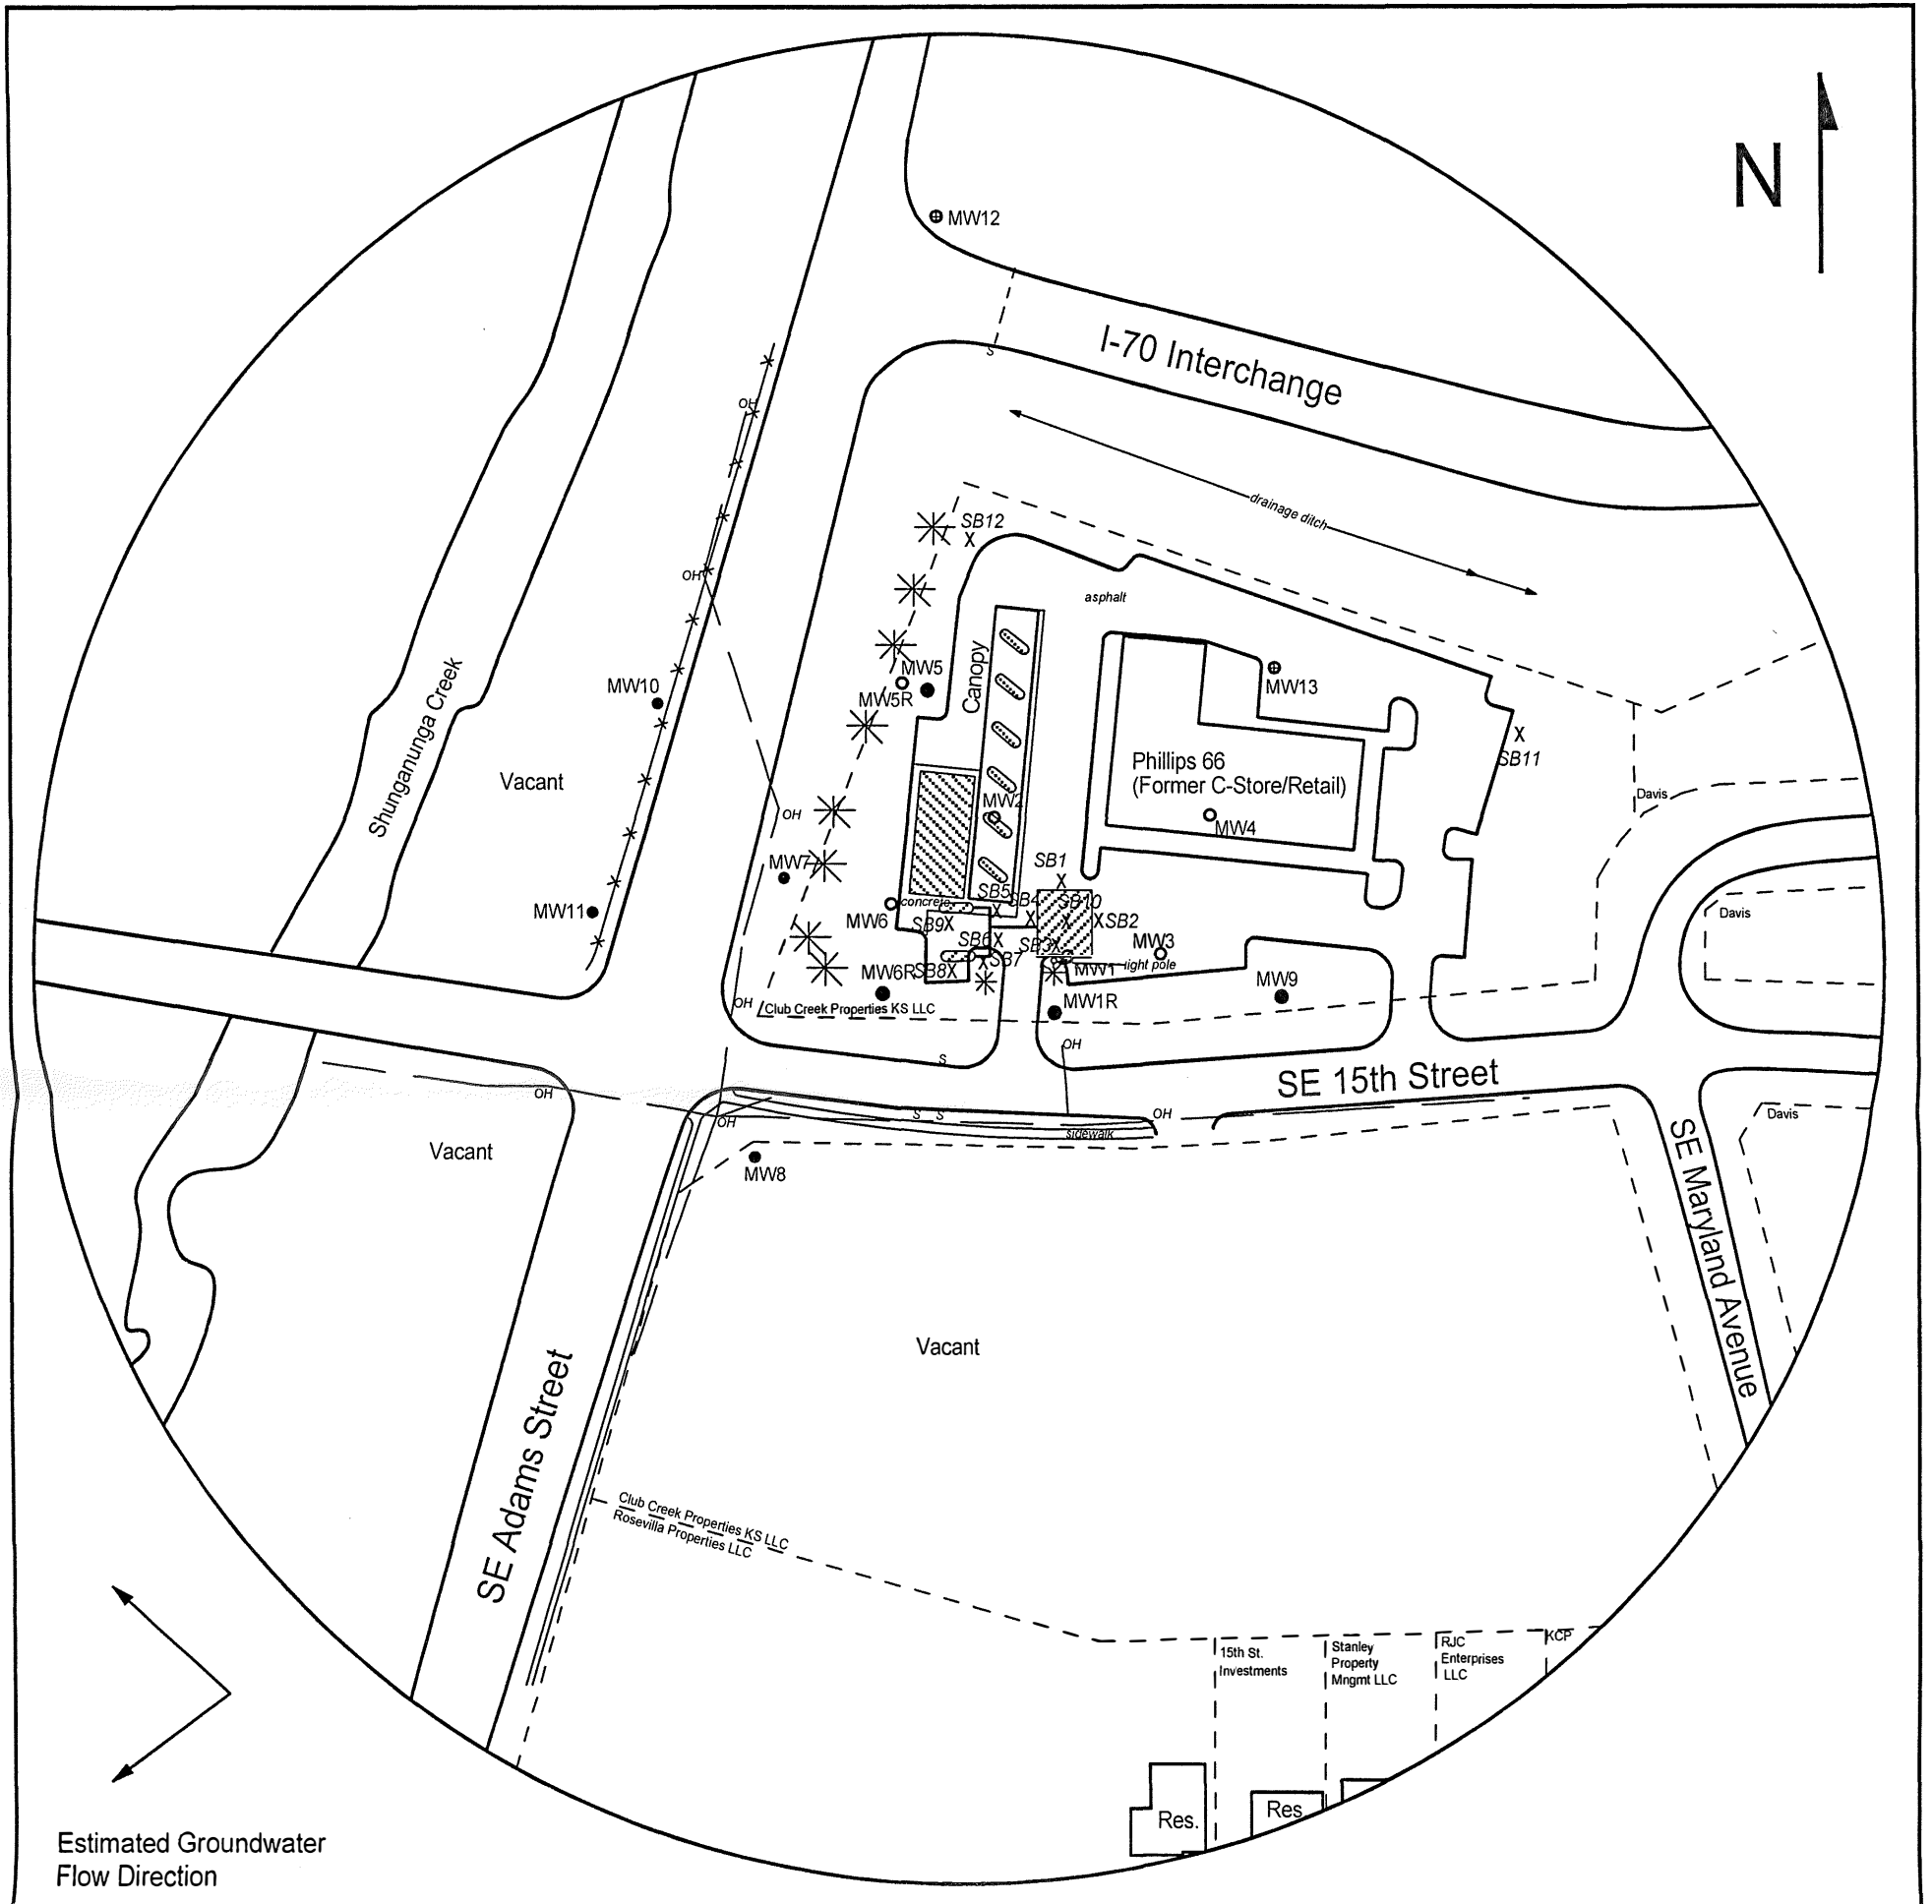 N
MW12
I-70 Interchange
S
OH
drainage ditch
SB12
OH
asphalt
Canopy
MW5
MW5R
MW13
MW10
Shunganunga Creek
Vacant
Phillips 66
(Former C-Store/Retail)
MW4
SB11
Davis
MW2
OH
MW7
SB1
SB5
SB4
SB10
concrete
MW11
MW6
SB9
SB2
SB6
SB3
MW3
Davis
MW6R
SB8
SB7
MW1
light pole
MW9
OH
Club Creek Properties KS LLC
MW1R
OH
S
SE 15th Street
OH
S S
OH
OH
sidewalk
Davis
Vacant
MW8
SE Maryland Avenue
Vacant
SE Adams Street
Club Creek Properties KS LLC
Rosevilla Properties LLC
15th St.
Investments
Stanley
Property
Mngmt LLC
RJC
Enterprises
LLC
KCP
Res.
Res.
Estimated Groundwater
Flow Direction